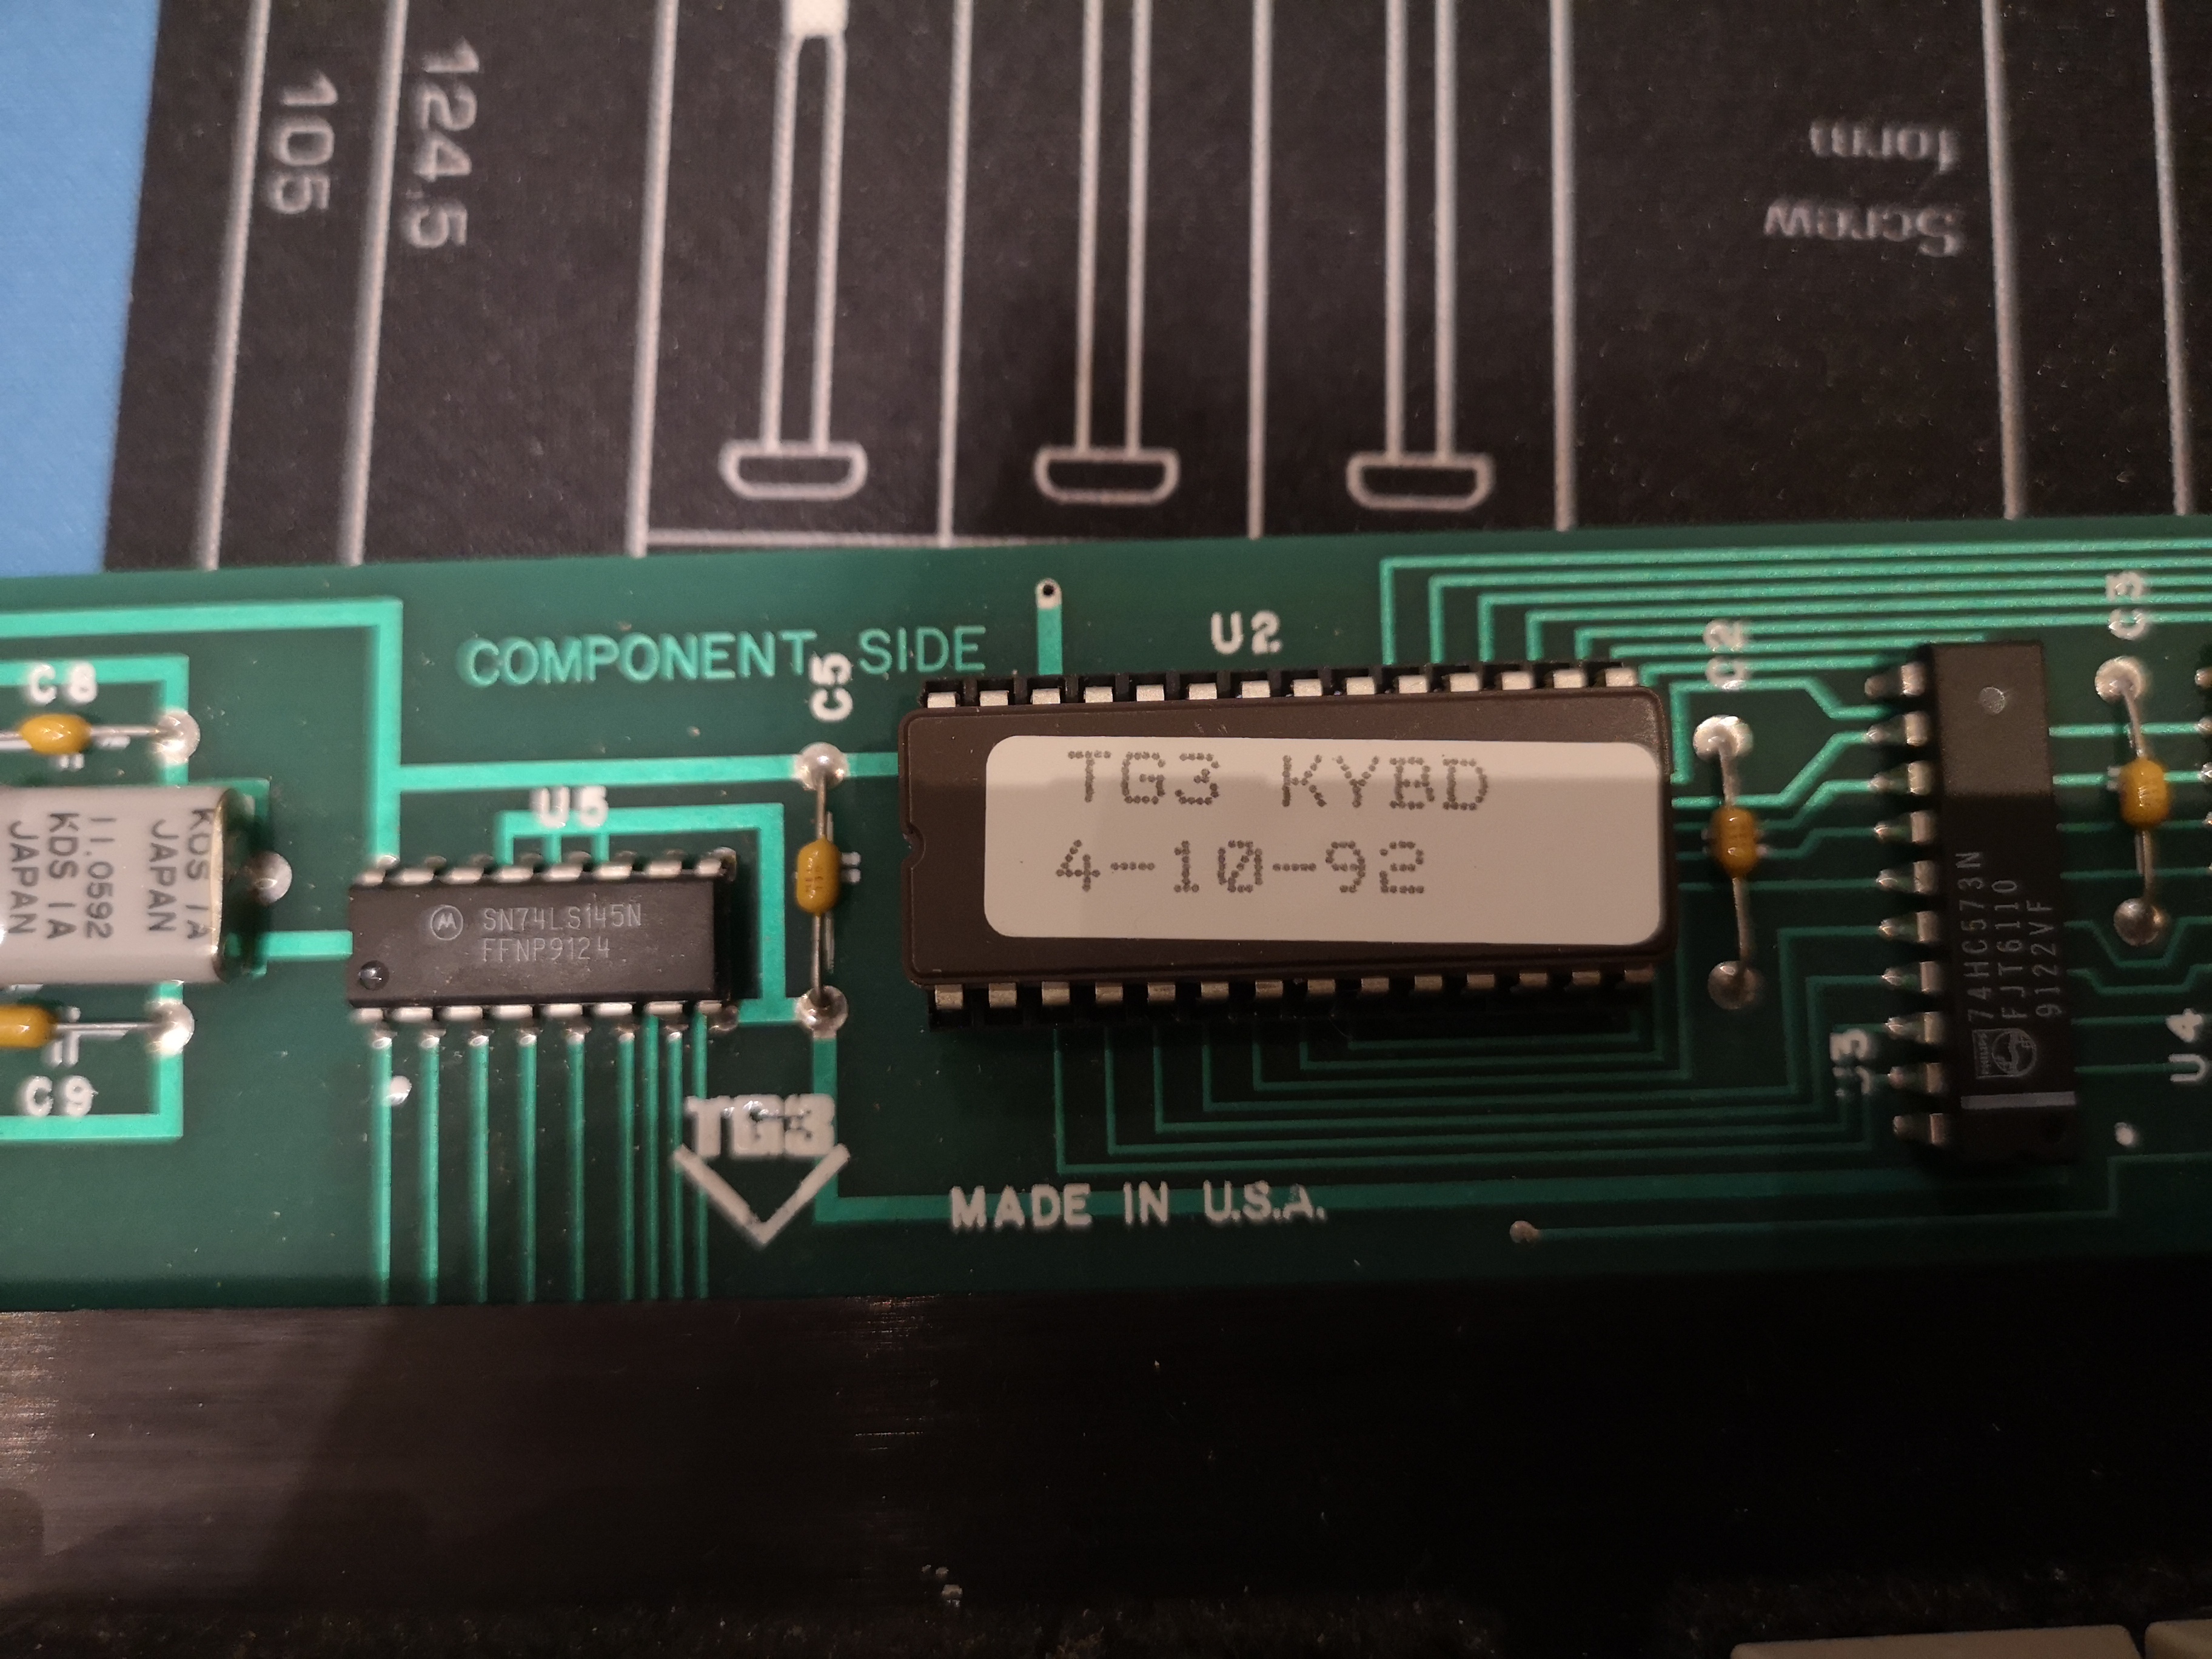 105
124.5
Screw
form
COMPONENT SIDE
U2
C2
C3
C5
C8
U5
TG3 KYBD
4-10-92
KDS 1A
JAPAN
11.0592
KDS 1A
JAPAN
SN74LS145N
FFNP9124
74HC573N
FJT6110
9122VF
U3
U4
C9
TG3
MADE IN U.S.A.